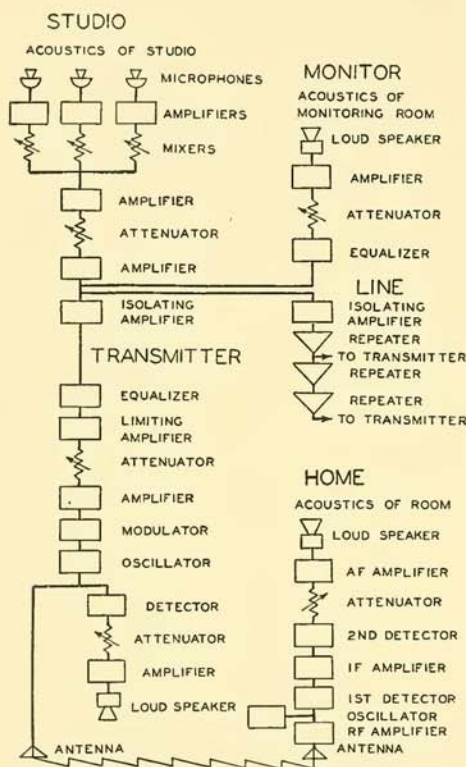 STUDIO
ACOUSTICS OF STUDIO
MICROPHONES
AMPLIFIERS
MIXERS
AMPLIFIER
ATTENUATOR
AMPLIFIER
ISOLATING
AMPLIFIER
MONITOR
ACOUSTICS OF
MONITORING ROOM
LOUD SPEAKER
AMPLIFIER
ATTENUATOR
EQUALIZER
LINE
ISOLATING
AMPLIFIER
REPEATER
TO TRANSMITTER
REPEATER
REPEATER
TO TRANSMITTER
TRANSMITTER
EQUALIZER
LIMITING
AMPLIFIER
ATTENUATOR
AMPLIFIER
MODULATOR
OSCILLATOR
DETECTOR
ATTENUATOR
AMPLIFIER
LOUD SPEAKER
ANTENNA
HOME
ACOUSTICS OF ROOM
LOUD SPEAKER
AF AMPLIFIER
ATTENUATOR
2ND DETECTOR
IF AMPLIFIER
1ST DETECTOR
OSCILLATOR
RF AMPLIFIER
ANTENNA